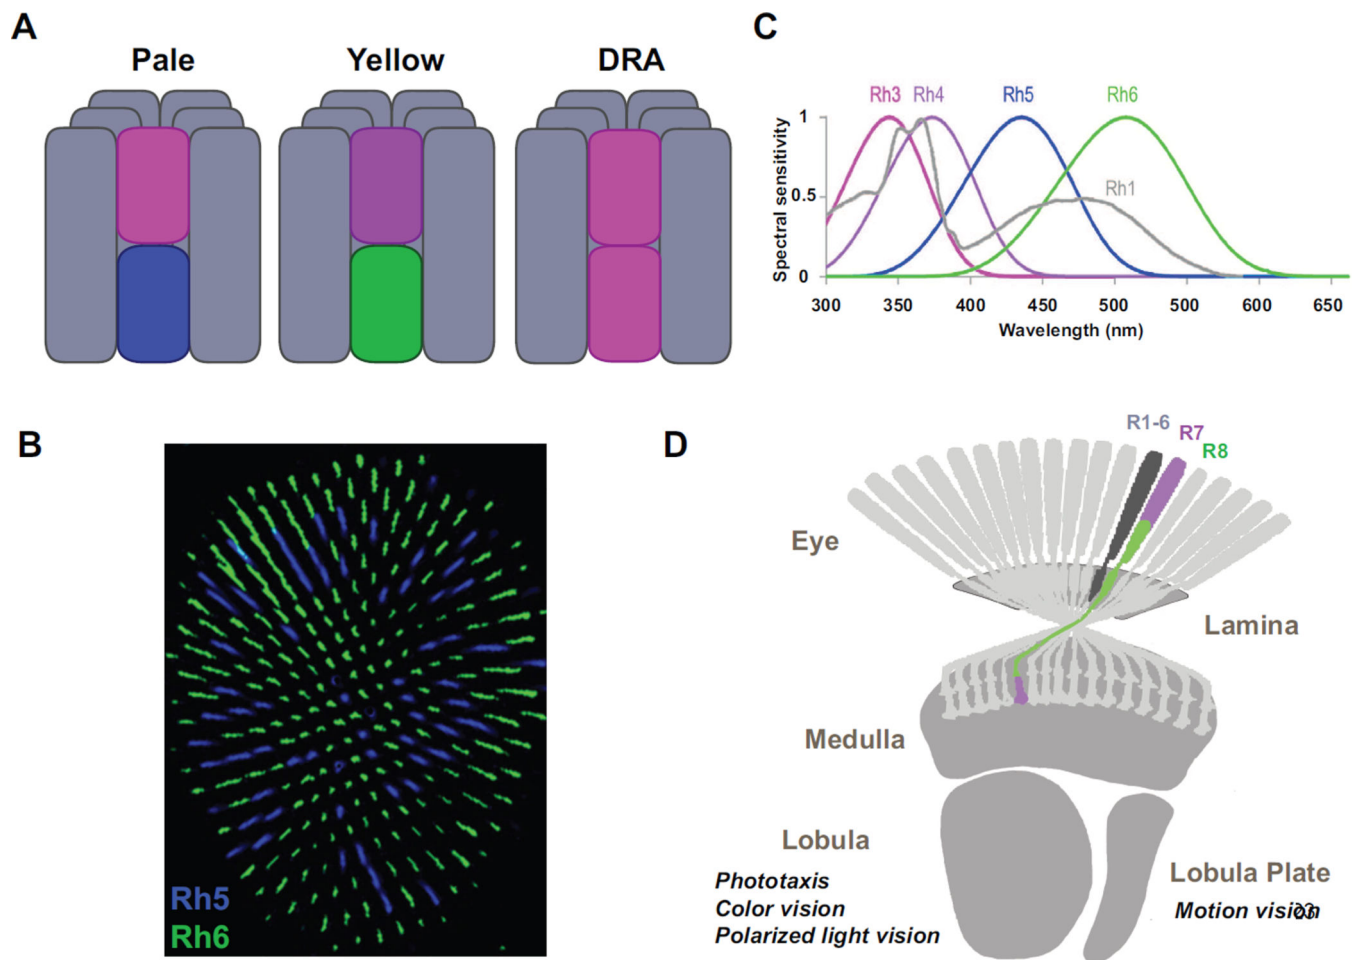 A
Pale
Yellow
DRA
C
Rh3
Rh4
Rh5
Rh6
Rh1
Spectral sensitivity
1
0.5
0
300
350
400
450
500
500
600
650
Wavelength (nm)
B
Rh5
Rh6
D
R1-6
R7
R8
Eye
Lamina
Medulla
Lobula
Phototaxis
Color vision
Polarized light vision
Lobula Plate
Motion vision
23